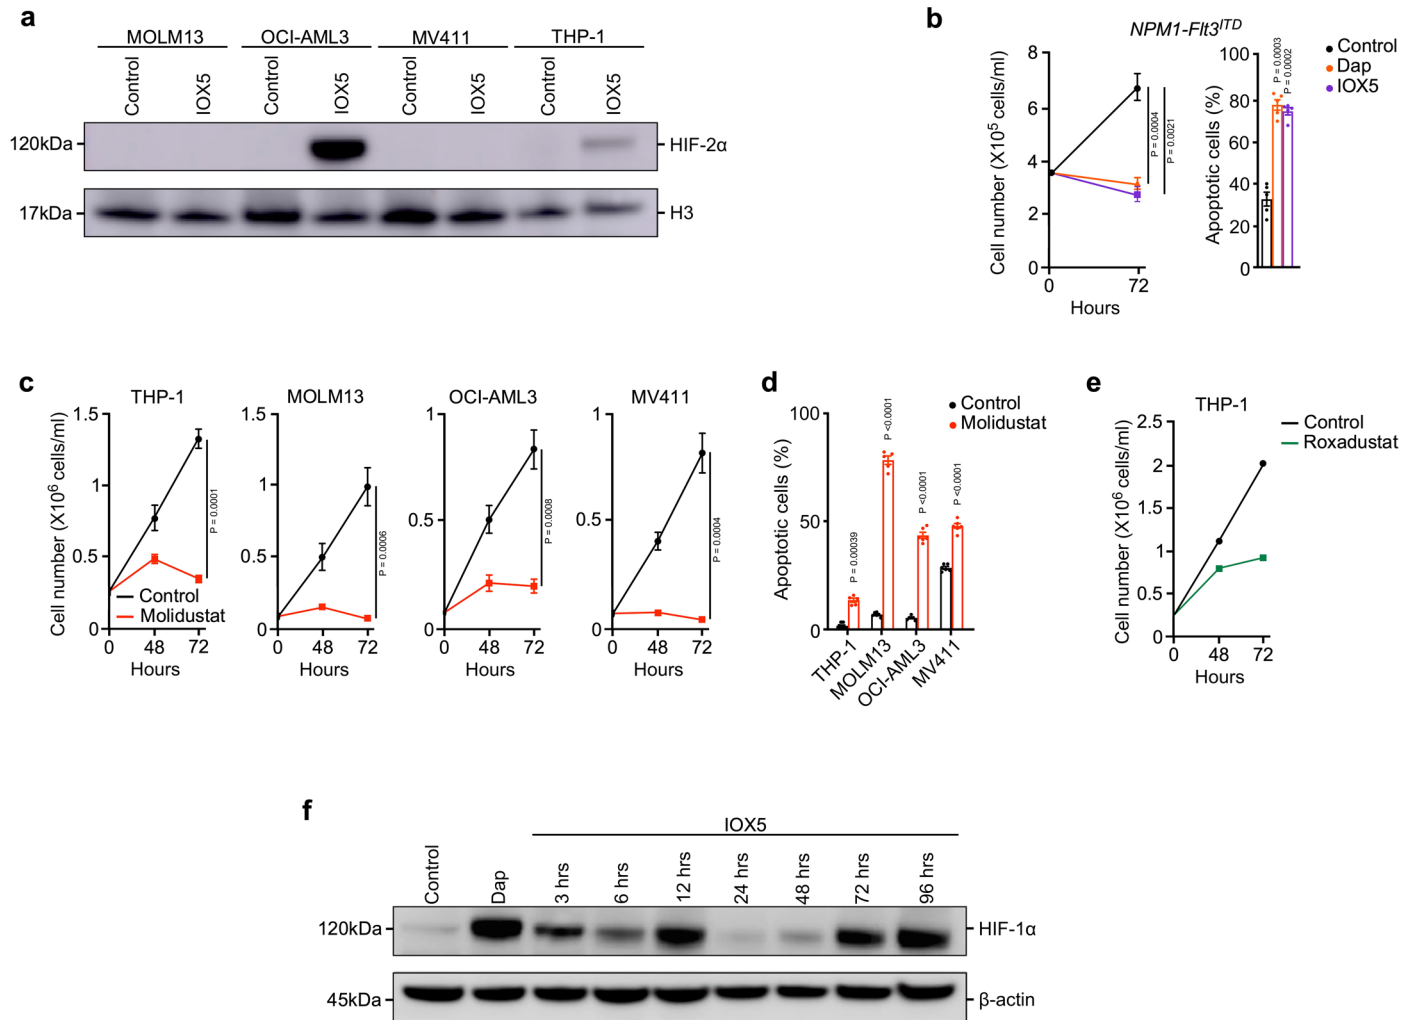 a
MOLM13 OCI-AML3 MV411 THP-1
Control IOX5 Control IOX5 Control IOX5 Control IOX5
120kDa HIF-2α
17kDa H3
b
NPM1-Flt3^ITD
Cell number (X10^5 cells/ml)
8
6
4
2
0
0 72
Hours
P = 0.0004
P = 0.0021
Apoptotic cells (%)
100
80
60
40
20
0
P = 0.0003
P = 0.0002
Control
Dap
IOX5
c
THP-1
Cell number (X10^6 cells/ml)
1.5
1
0.5
0
0 48 72
Hours
P = 0.0001
Control
Molidustat
MOLM13
1.5
1
0.5
0
0 48 72
Hours
P = 0.0006
OCI-AML3
1
0.5
0
0 48 72
Hours
P = 0.0008
MV411
1
0.5
0
0 48 72
Hours
P = 0.0004
d
Apoptotic cells (%)
100
50
0
P = 0.00039
P <0.0001
P <0.0001
P <0.0001
THP-1
MOLM13
OCI-AML3
MV411
Control
Molidustat
e
THP-1
Cell number (X10^6 cells/ml)
2.5
2
1.5
1
0.5
0
0 48 72
Hours
Control
Roxadustat
f
IOX5
Control Dap 3 hrs 6 hrs 12 hrs 24 hrs 48 hrs 72 hrs 96 hrs
120kDa HIF-1α
45kDa β-actin